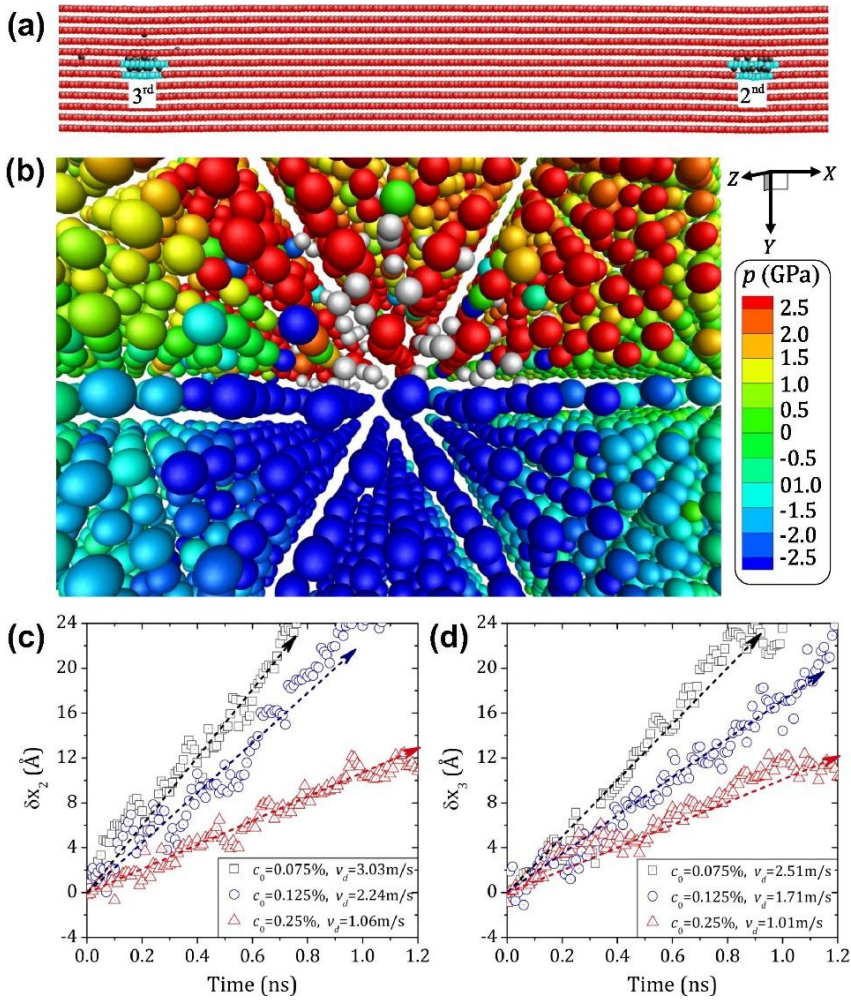 (a)
3rd
2nd
(b)
Z
X
Y
p (GPa)
2.5
2.0
1.5
1.0
0.5
0
-0.5
01.0
-2.0
-2.5
(c)
24
20
16
12
8
4
0
-4
δx2 (Å)
c0=0.075%, vd=3.03m/s
c0=0.125%, vd=2.24m/s
c0=0.25%, vd=1.06m/s
0.0 0.2 0.4 0.6 0.8 1.0 1.2
Time (ns)
(d)
24
20
16
12
8
4
0
-4
δx3 (Å)
c0=0.075%, vd=2.51m/s
c0=0.125%, vd=1.71m/s
c0=0.25%, vd=1.01m/s
0.0 0.2 0.4 0.6 0.8 1.0 1.2
Time (ns)